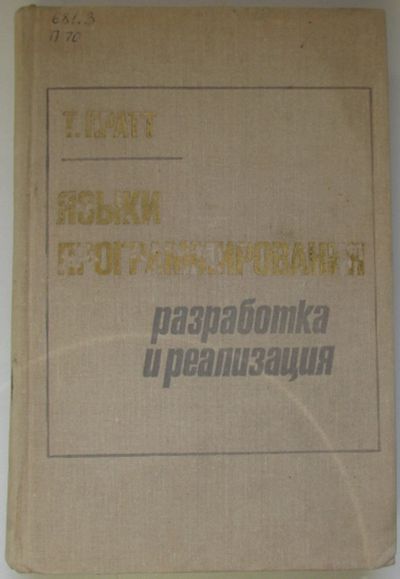 681.3
П 70
Т. ПРАТТ
ЯЗЫКИ
ПРОГРАММИРОВАНИЯ
разработка
и реализация